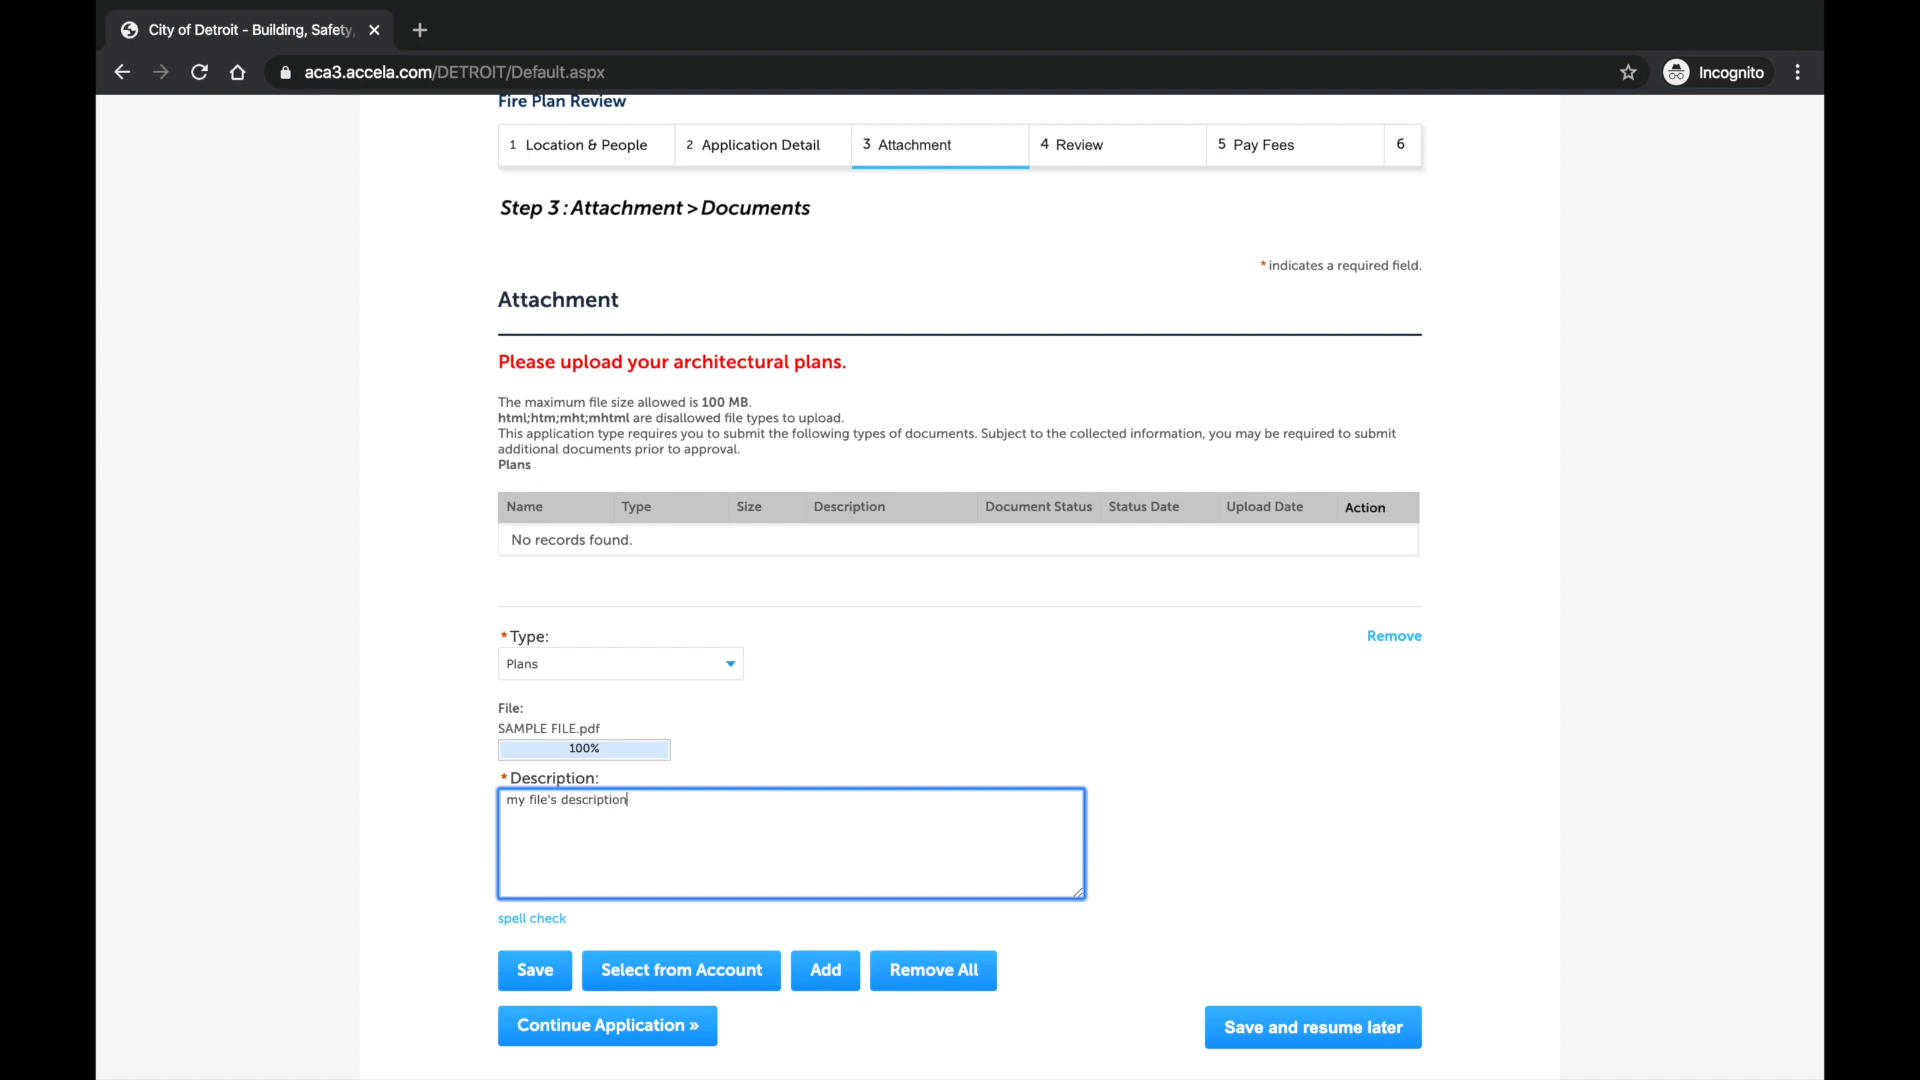 City of Detroit - Building, Safety,
aca3.accela.com/DETROIT/Default.aspx
Incognito
Fire Plan Review
1 Location & People
2 Application Detail
3 Attachment
4 Review
5 Pay Fees
6
Step 3 : Attachment > Documents
* indicates a required field.
Attachment
Please upload your architectural plans.
The maximum file size allowed is 100 MB.
html;htm;mht;mhtml are disallowed file types to upload.
This application type requires you to submit the following types of documents. Subject to the collected information, you may be required to submit
additional documents prior to approval.
Plans
Name Type Size Description Document Status Status Date Upload Date Action
No records found.
* Type:
Remove
Plans
File:
SAMPLE FILE.pdf
100%
* Description:
my file's description
spell check
Save
Select from Account
Add
Remove All
Continue Application »
Save and resume later